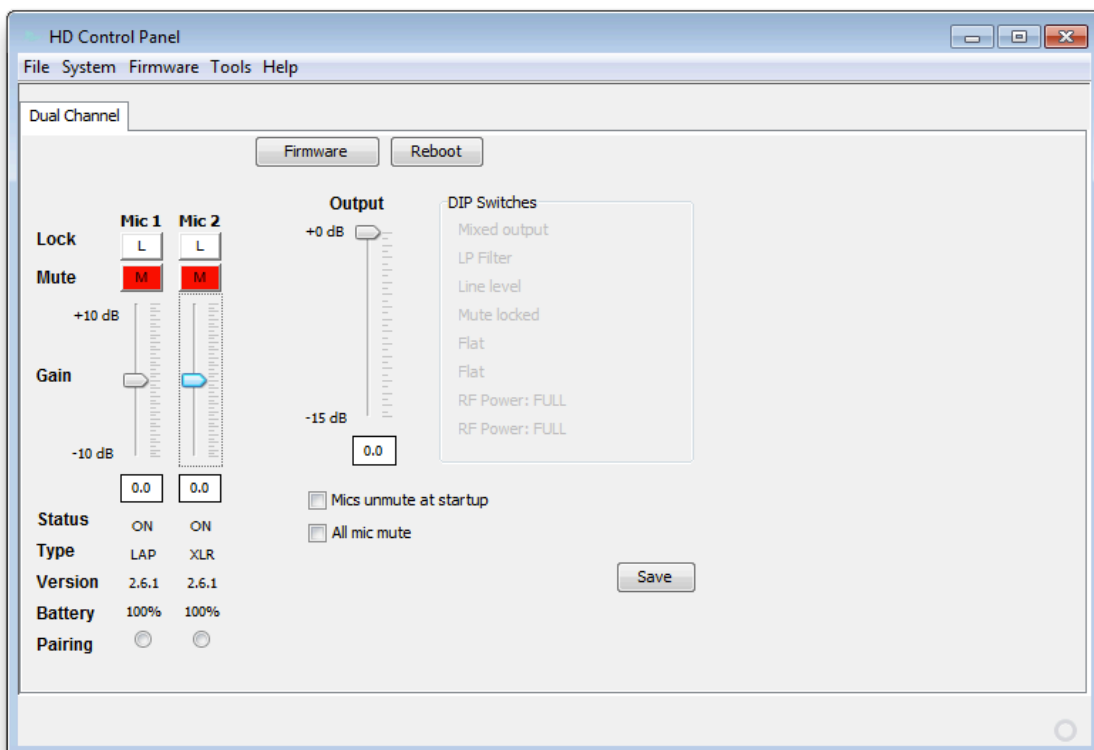 HD Control Panel
File System Firmware Tools Help
Dual Channel
Firmware Reboot
Mic 1 Mic 2
Lock L L
Mute M M
+10 dB
Gain
-10 dB
0.0 0.0
Status ON ON
Type LAP XLR
Version 2.6.1 2.6.1
Battery 100% 100%
Pairing
Output
+0 dB
-15 dB
0.0
DIP Switches
Mixed output
LP Filter
Line level
Mute locked
Flat
Flat
RF Power: FULL
RF Power: FULL
Mics unmute at startup
All mic mute
Save